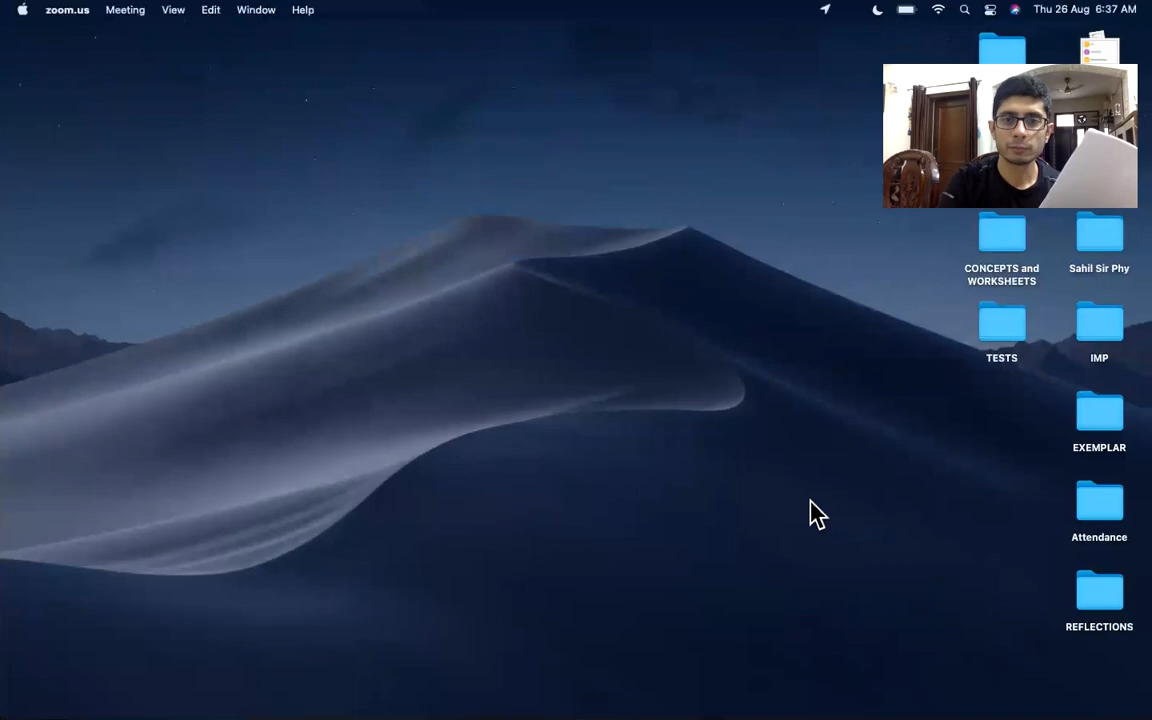 zoom.us Meeting View Edit Window Help Thu 26 Aug 6:37 AM
CONCEPTS and
WORKSHEETS
Sahil Sir Phy
TESTS
IMP
EXEMPLAR
Attendance
REFLECTIONS